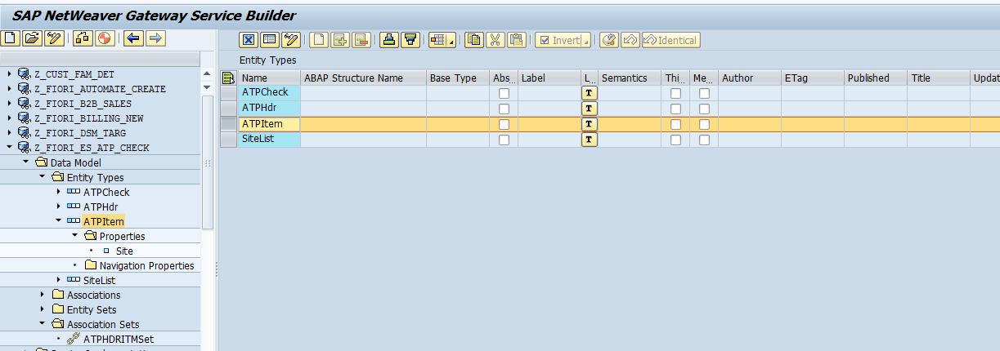 SAP NetWeaver Gateway Service Builder
Invert
Identical
Entity Types
Name ABAP Structure Name Base Type Abs... Label L... Semantics Thi... Me... Author ETag Published Title Updat
ATPCheck T
ATPHdr T
ATPItem T
SiteList T
Z_CUST_FAM_DET
Z_FIORI_AUTOMATE_CREATE
Z_FIORI_B2B_SALES
Z_FIORI_BILLING_NEW
Z_FIORI_DSM_TARG
Z_FIORI_ES_ATP_CHECK
Data Model
Entity Types
ATPCheck
ATPHdr
ATPItem
Properties
Site
Navigation Properties
SiteList
Associations
Entity Sets
Association Sets
ATPHDRITMSet